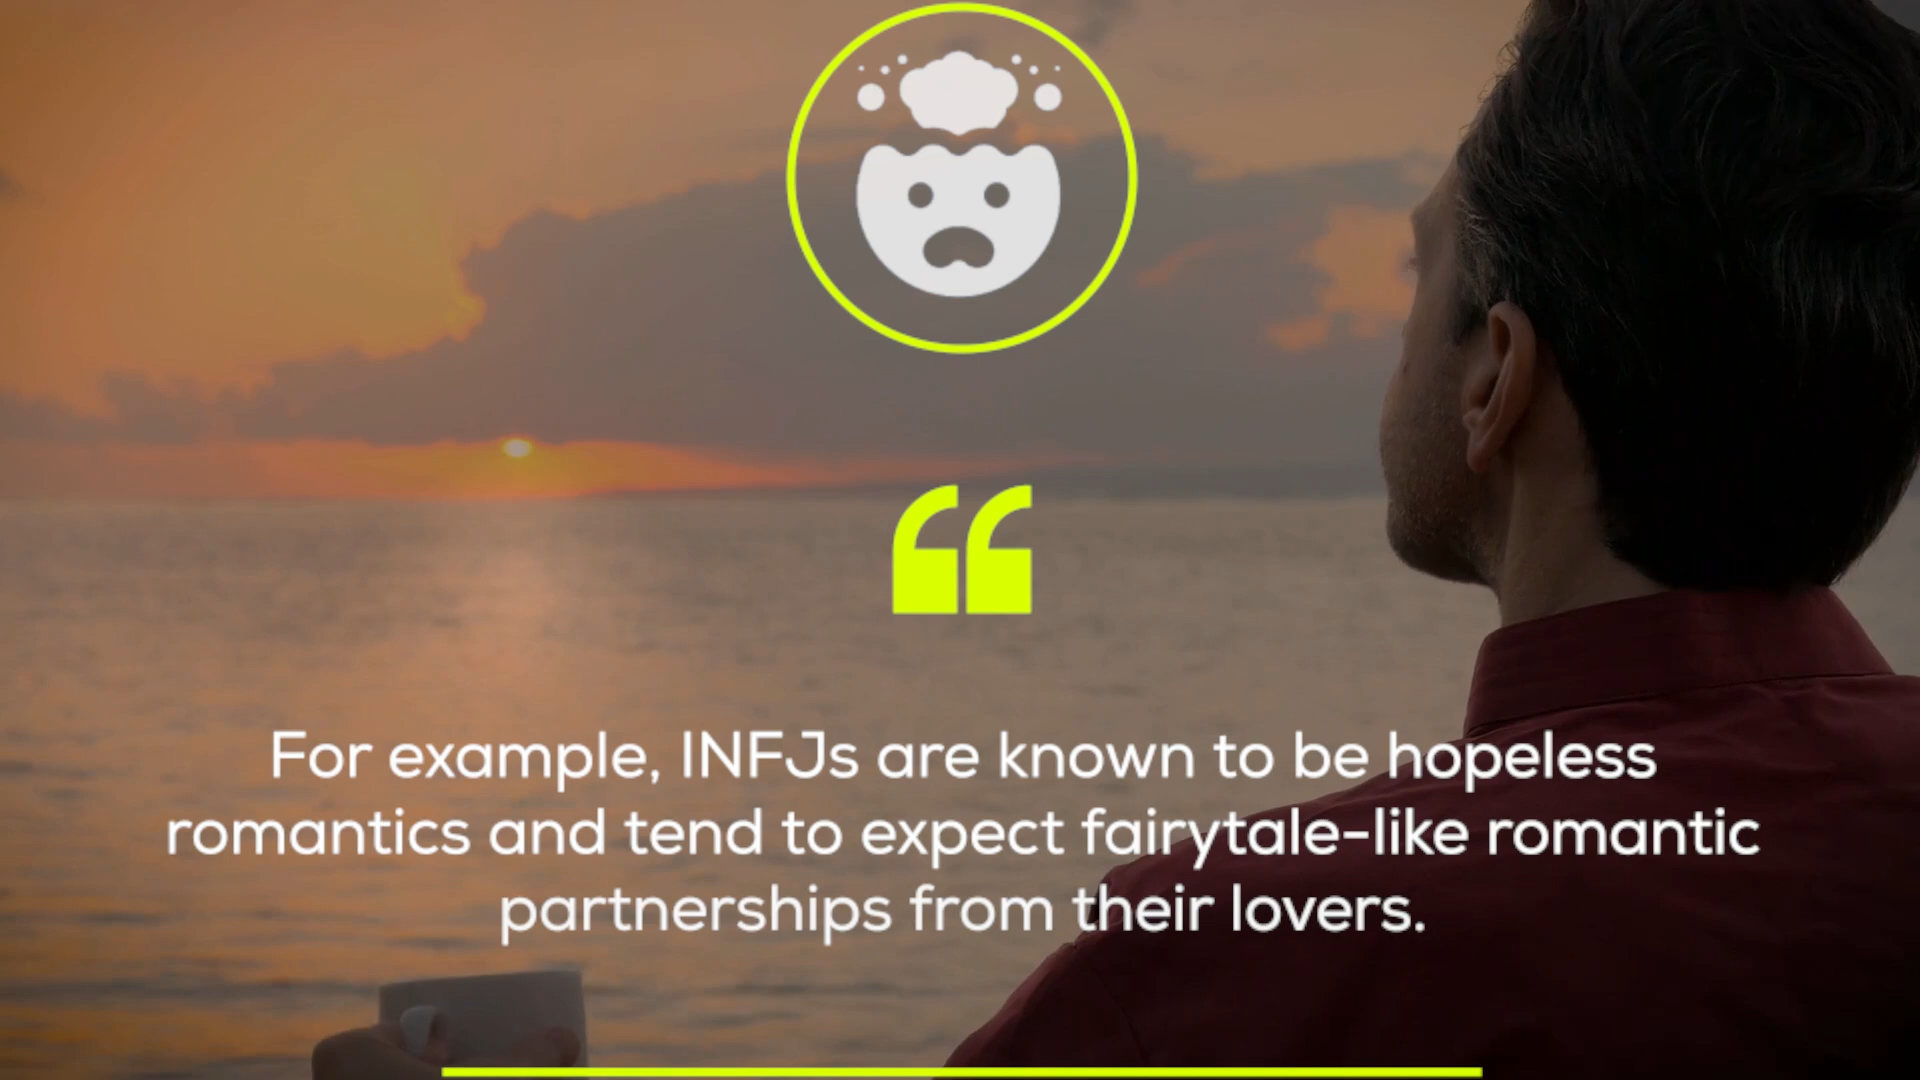 For example, INFJs are known to be hopeless
romantics and tend to expect fairytale-like romantic
partnerships from their lovers.